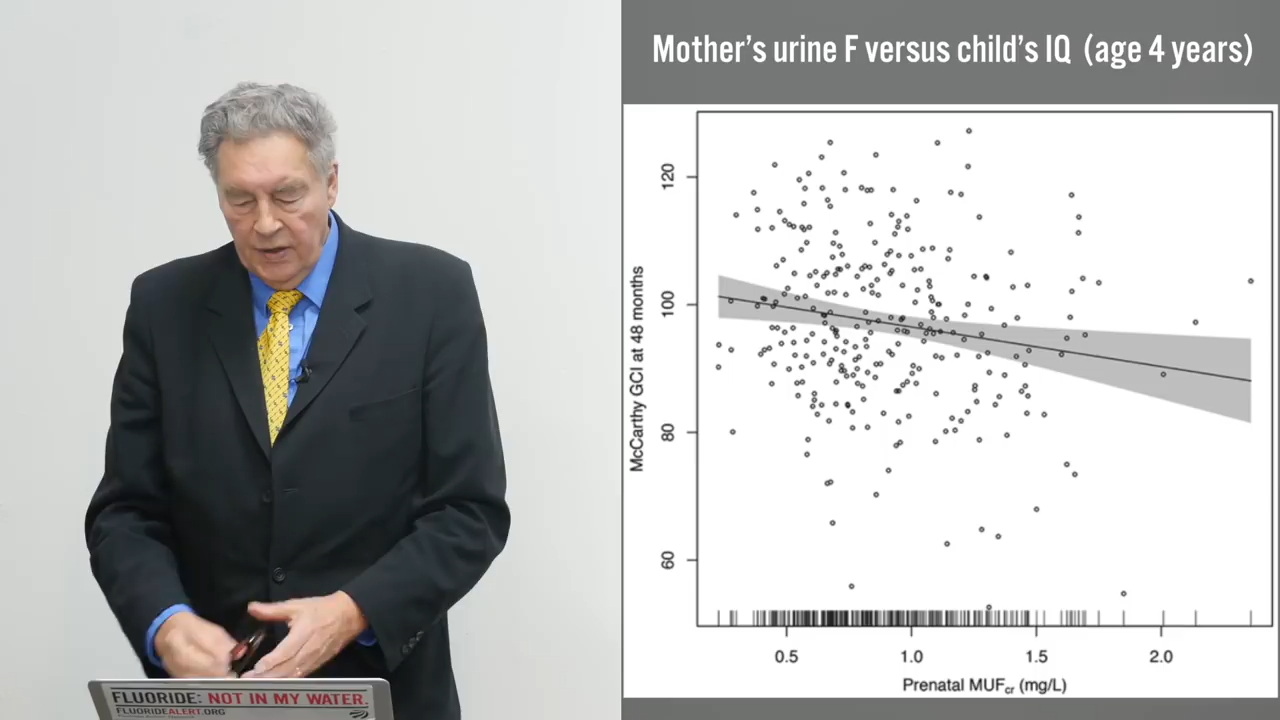 Mother's urine F versus child's IQ (age 4 years)
McCarthy GCI at 48 months
120
100
80
60
0.5 1.0 1.5 2.0
Prenatal MUFcr (mg/L)
FLUORIDE: NOT IN MY WATER.
FLUORIDEALERT.ORG